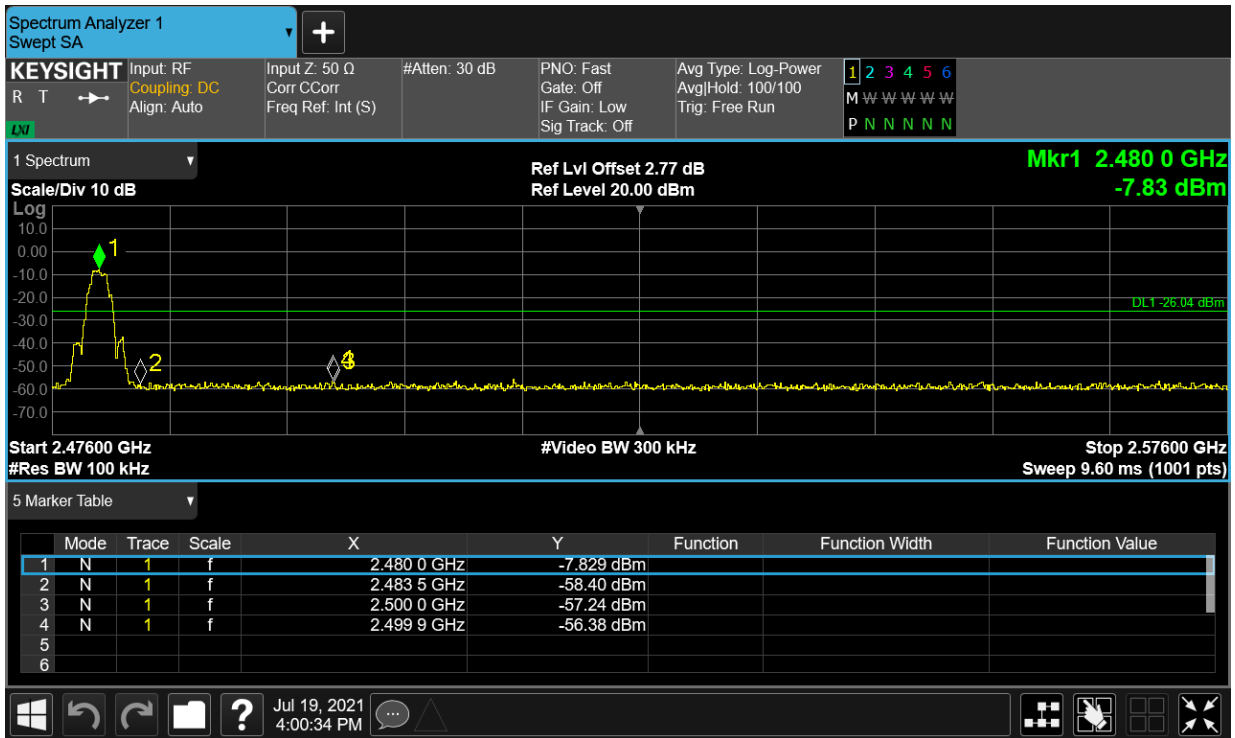 Spectrum Analyzer 1
Swept SA
KEYSIGHT
R T
LXI
Input: RF
Coupling: DC
Align: Auto
Input Z: 50 Ω
Corr CCorr
Freq Ref: Int (S)
#Atten: 30 dB
PNO: Fast
Gate: Off
IF Gain: Low
Sig Track: Off
Avg Type: Log-Power
Avg|Hold: 100/100
Trig: Free Run
1 2 3 4 5 6
M W W W W W
P N N N N N
1 Spectrum
Scale/Div 10 dB
Ref Lvl Offset 2.77 dB
Ref Level 20.00 dBm
Mkr1 2.480 0 GHz
-7.83 dBm
Log
10.0
0.00
-10.0
-20.0
-30.0
-40.0
-50.0
-60.0
-70.0
1
2
DL1 -26.04 dBm
Start 2.47600 GHz
#Res BW 100 kHz
#Video BW 300 kHz
Stop 2.57600 GHz
Sweep 9.60 ms (1001 pts)
5 Marker Table
Mode Trace Scale X Y Function Function Width Function Value
1 N 1 f 2.480 0 GHz -7.829 dBm
2 N 1 f 2.483 5 GHz -58.40 dBm
3 N 1 f 2.500 0 GHz -57.24 dBm
4 N 1 f 2.499 9 GHz -56.38 dBm
5
6
?
Jul 19, 2021
4:00:34 PM